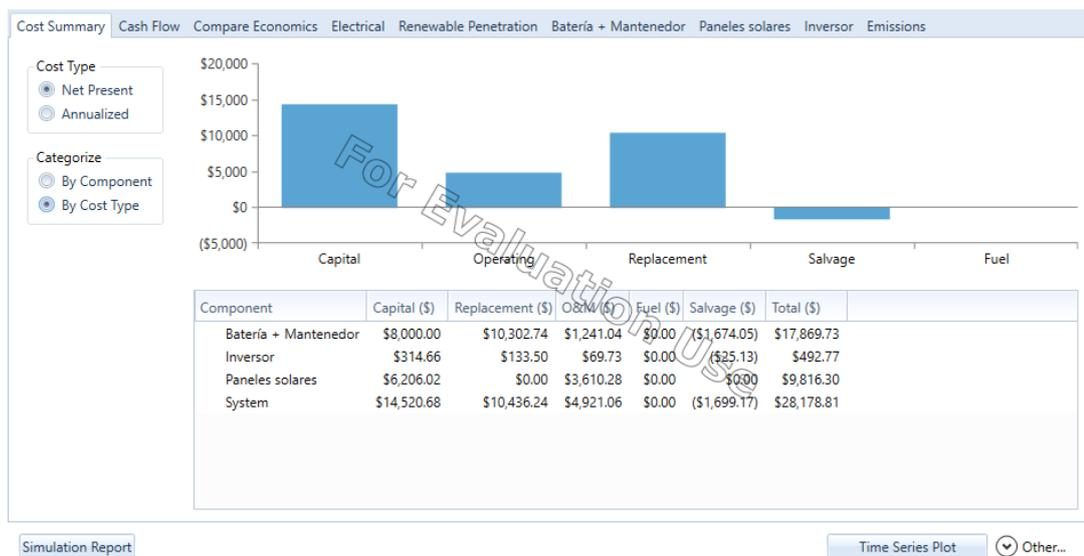 Cost Summary Cash Flow Compare Economics Electrical Renewable Penetration Batería + Mantenedor Paneles solares Inversor Emissions
Cost Type
Net Present
Annualized
Categorize
By Component
By Cost Type
$20,000
$15,000
$10,000
$5,000
$0
($5,000)
Capital Operating Replacement Salvage Fuel
For Evaluation Use
Component Capital ($) Replacement ($) O&M ($) Fuel ($) Salvage ($) Total ($)
Batería + Mantenedor $8,000.00 $10,302.74 $1,241.04 $0.00 ($1,674.05) $17,869.73
Inversor $314.66 $133.50 $69.73 $0.00 ($25.13) $492.77
Paneles solares $6,206.02 $0.00 $3,610.28 $0.00 $0.00 $9,816.30
System $14,520.68 $10,436.24 $4,921.06 $0.00 ($1,699.17) $28,178.81
Simulation Report Time Series Plot Other...